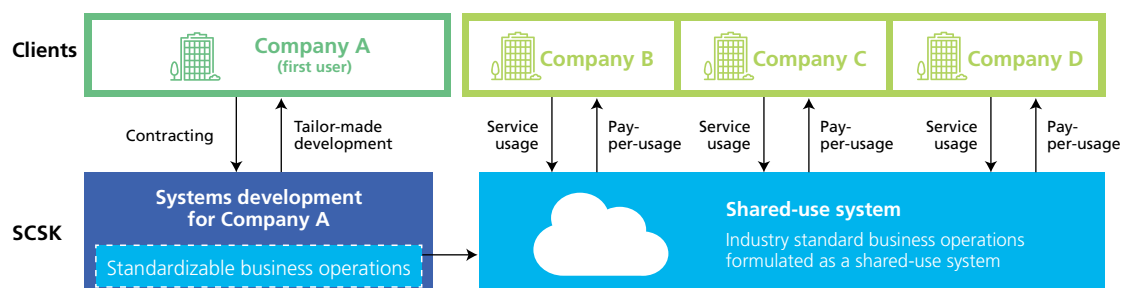 Clients
Company A
(first user)
Company B
Company C
Company D
Contracting
Tailor-made
development
Service
usage
Pay-
per-usage
Service
usage
Pay-
per-usage
Service
usage
Pay-
per-usage
SCSK
Systems development
for Company A
Standardizable business operations
Shared-use system
Industry standard business operations
formulated as a shared-use system